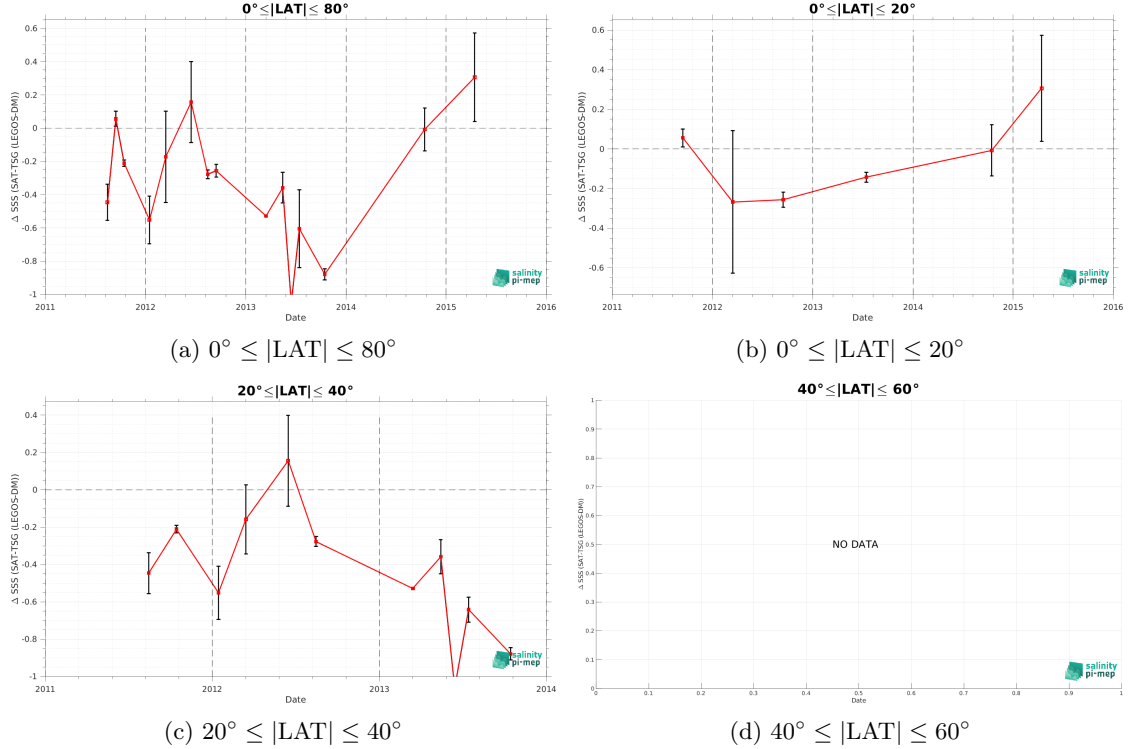 0°≤|LAT|≤ 80°
Δ SSS (SAT-TSG (LEGOS-DM))
0.6
0.4
0.2
0
-0.2
-0.4
-0.6
-0.8
-1
2011 2012 2013 2014 2015 2016
Date
salinity
pi-mep
(a) 0° ≤ |LAT| ≤ 80°
0°≤|LAT|≤ 20°
Δ SSS (SAT-TSG (LEGOS-DM))
0.6
0.4
0.2
0
-0.2
-0.4
-0.6
2011 2012 2013 2014 2015 2016
Date
salinity
pi-mep
(b) 0° ≤ |LAT| ≤ 20°
20°≤|LAT|≤ 40°
Δ SSS (SAT-TSG (LEGOS-DM))
0.4
0.2
0
-0.2
-0.4
-0.6
-0.8
-1
2011 2012 2013 2014
Date
salinity
pi-mep
(c) 20° ≤ |LAT| ≤ 40°
40°≤|LAT|≤ 60°
Δ SSS (SAT-TSG (LEGOS-DM))
1
0.9
0.8
0.7
0.6
0.5
0.4
0.3
0.2
0.1
0
NO DATA
0 0.1 0.2 0.3 0.4 0.5 0.6 0.7 0.8 0.9 1
Date
salinity
pi-mep
(d) 40° ≤ |LAT| ≤ 60°